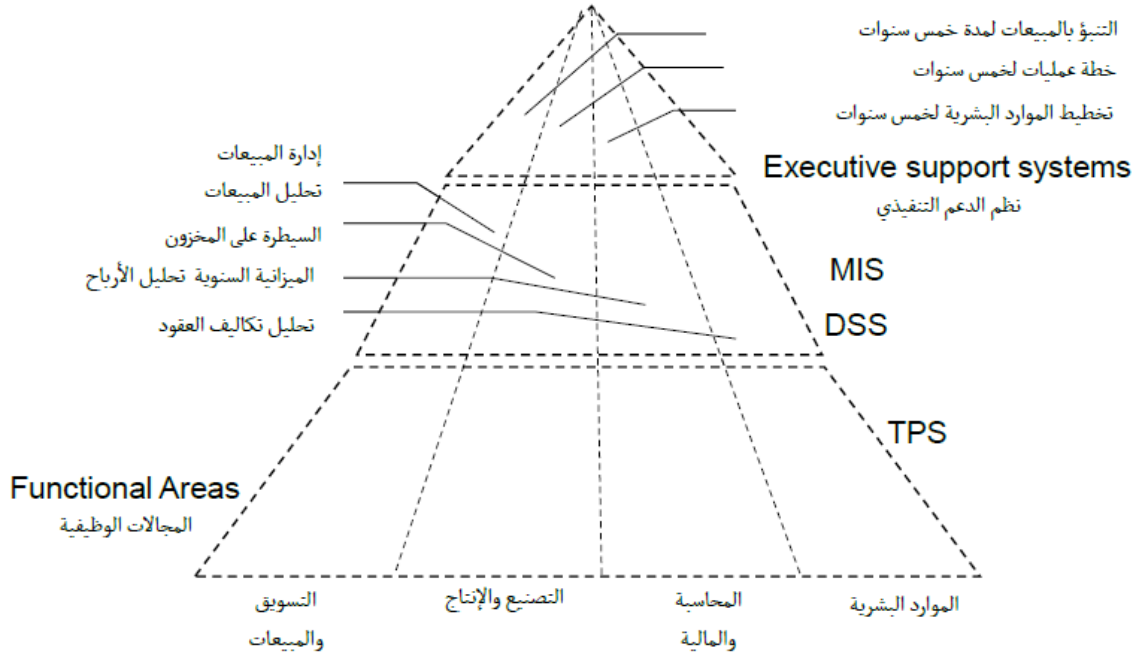 التنبؤ بالمبيعات لمدة خمس سنوات
خطة عمليات لخمس سنوات
تخطيط الموارد البشرية لخمس سنوات
Executive support systems
نظم الدعم التنفيذي
إدارة المبيعات
تحليل المبيعات
السيطرة على المخزون
الميزانية السنوية تحليل الأرباح
تحليل تكاليف العقود
MIS
DSS
TPS
Functional Areas
المجالات الوظيفية
الموارد البشرية
المحاسبة
والمالية
التصنيع والإنتاج
التسويق
والمبيعات